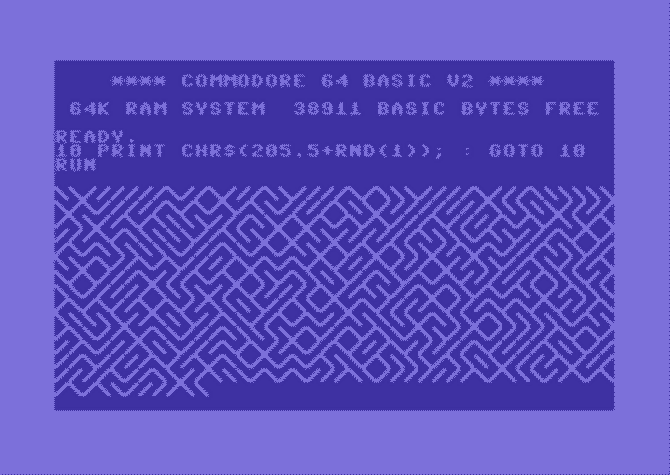 **** COMMODORE 64 BASIC V2 ****
64K RAM SYSTEM 38911 BASIC BYTES FREE
READY.
10 PRINT CHR$(205.5+RND(1)); : GOTO 10
RUN